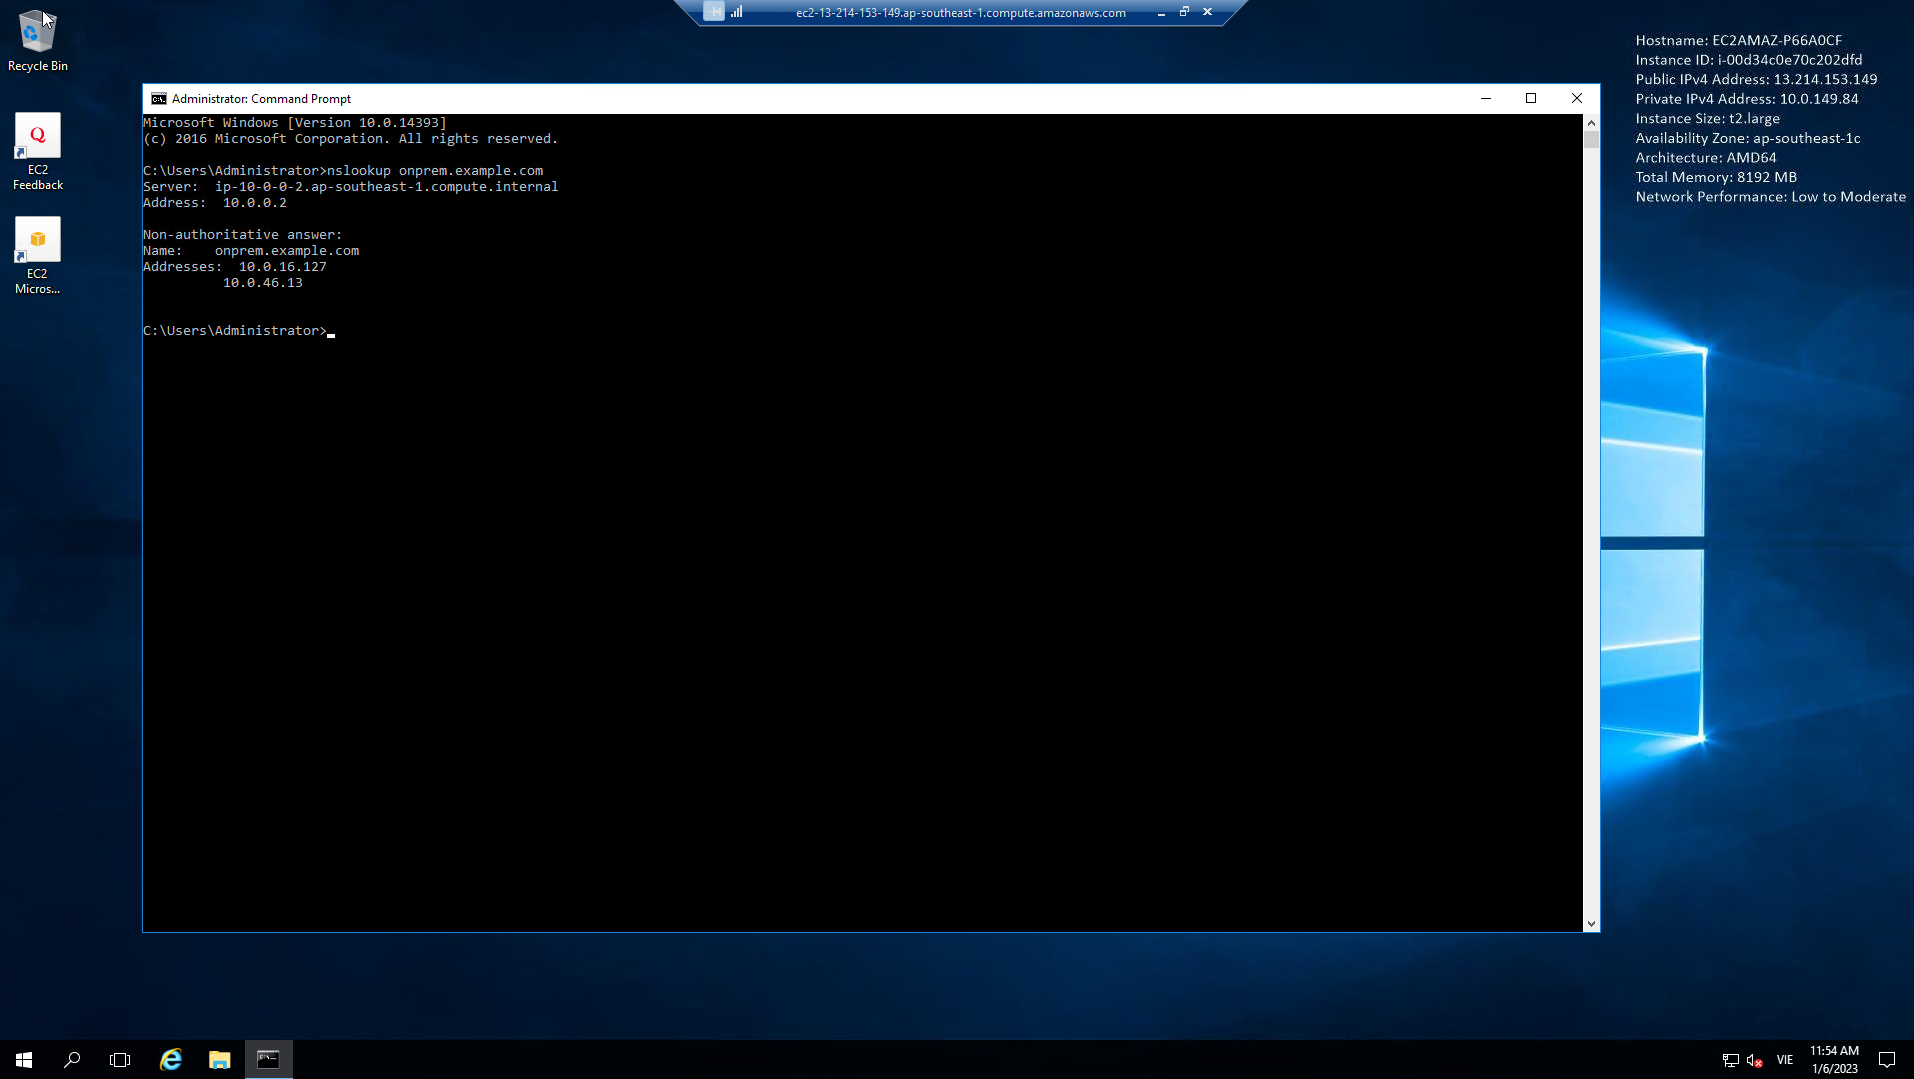 ec2-13-214-153-149.ap-southeast-1.compute.amazonaws.com
Recycle Bin
EC2
Feedback
EC2
Micros...
Hostname: EC2AMAZ-P66A0CF
Instance ID: i-00d34c0e70c202dfd
Public IPv4 Address: 13.214.153.149
Private IPv4 Address: 10.0.149.84
Instance Size: t2.large
Availability Zone: ap-southeast-1c
Architecture: AMD64
Total Memory: 8192 MB
Network Performance: Low to Moderate
Administrator: Command Prompt
Microsoft Windows [Version 10.0.14393]
(c) 2016 Microsoft Corporation. All rights reserved.
C:\Users\Administrator>nslookup onprem.example.com
Server:  ip-10-0-0-2.ap-southeast-1.compute.internal
Address:  10.0.0.2
Non-authoritative answer:
Name:    onprem.example.com
Addresses:  10.0.16.127
10.0.46.13
C:\Users\Administrator>
VIE
11:54 AM
1/6/2023